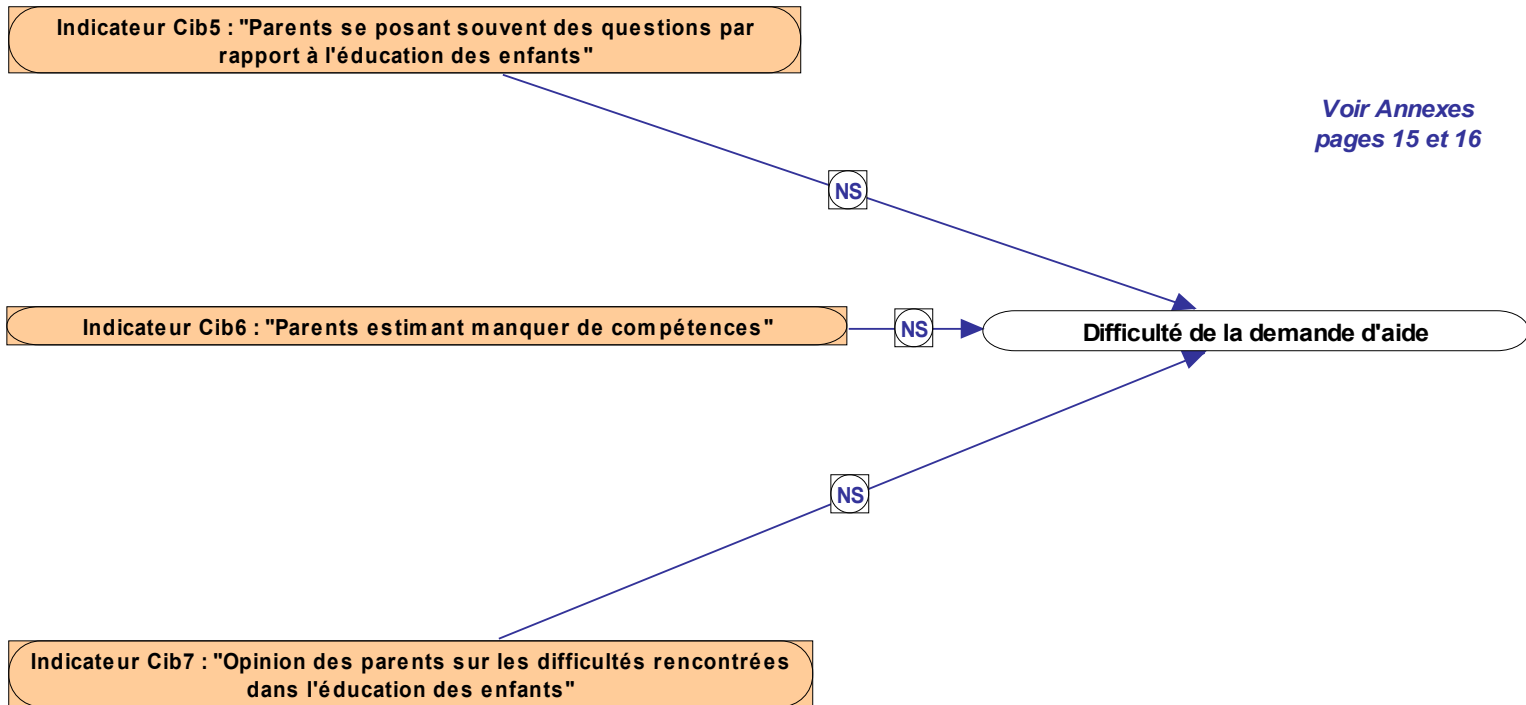 Indicateur Cib5 : "Parents se posant souvent des questions par
rapport à l'éducation des enfants"
Voir Annexes
pages 15 et 16
NS
Indicateur Cib6 : "Parents estimant manquer de compétences"
NS
Difficulté de la demande d'aide
NS
Indicateur Cib7 : "Opinion des parents sur les difficultés rencontrées
dans l'éducation des enfants"